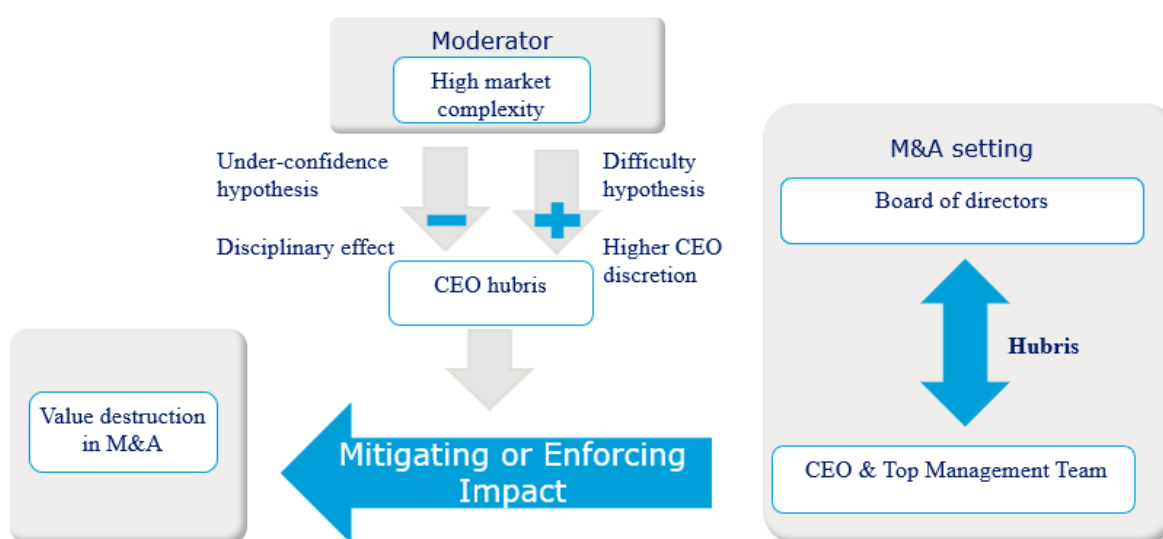 Moderator
High market
complexity
Under-confidence
hypothesis
Difficulty
hypothesis
Disciplinary effect
Higher CEO
discretion
CEO hubris
M&A setting
Board of directors
Hubris
CEO & Top Management Team
Value destruction
in M&A
Mitigating or Enforcing
Impact